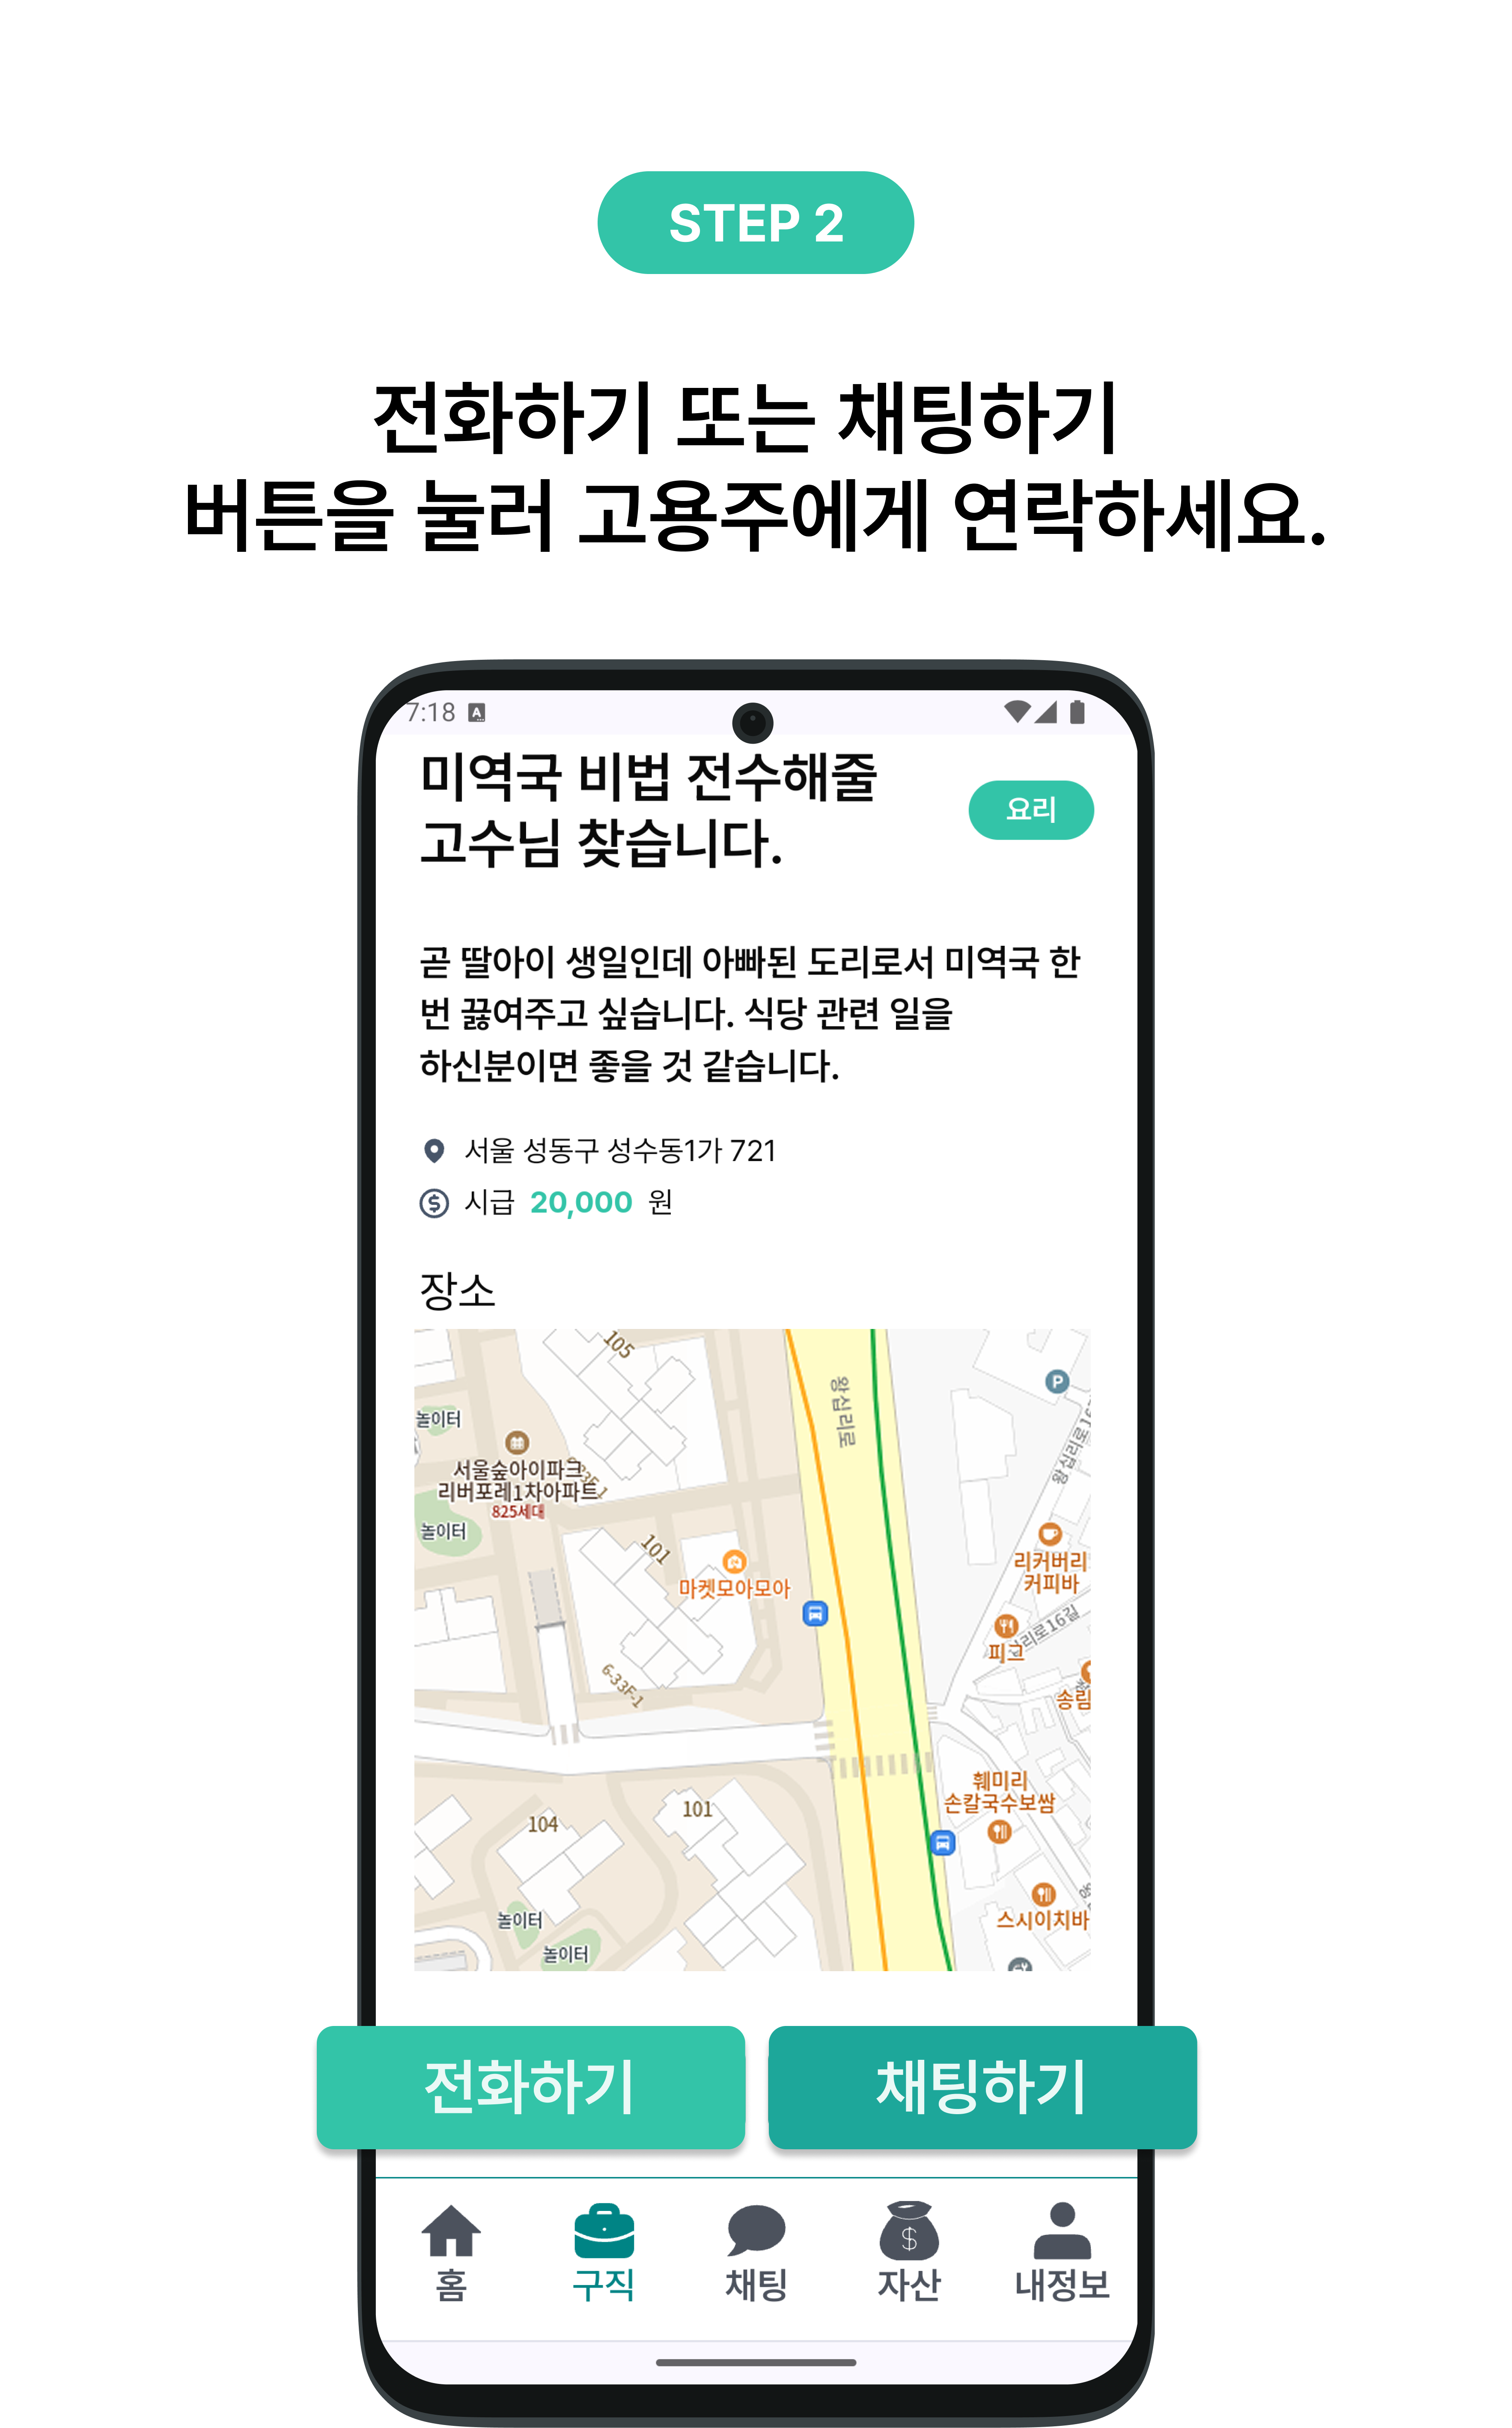 STEP 2
전화하기 또는 채팅하기
버튼을 눌러 고용주에게 연락하세요.
7:18
미역국 비법 전수해줄
고수님 찾습니다.
요리
곧 딸아이 생일인데 아빠된 도리로서 미역국 한
번 끓여주고 싶습니다. 식당 관련 일을
하신분이면 좋을 것 같습니다.
서울 성동구 성수동1가 721
시급 20,000 원
장소
105
왕십리로
P
놀이터
서울숲아이파크
리버포레1차아파트
825세대
놀이터
101
마켓모아모아
리커버리
커피바
피그
송림
6-33F-1
훼미리
손칼국수보쌈
104
101
스시이치바
놀이터
놀이터
전화하기
채팅하기
홈
구직
채팅
자산
내정보